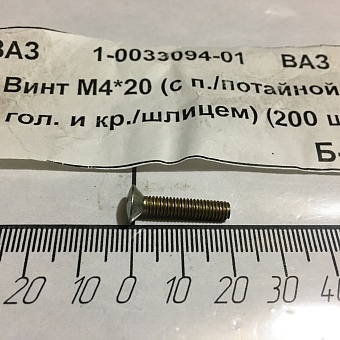 ВАЗ 1-0033094-01 ВАЗ
Винт М4*20 (с п./потайной
гол. и кр./шлицем) (200 ш
Б-
20 10 0 10 20 30 40